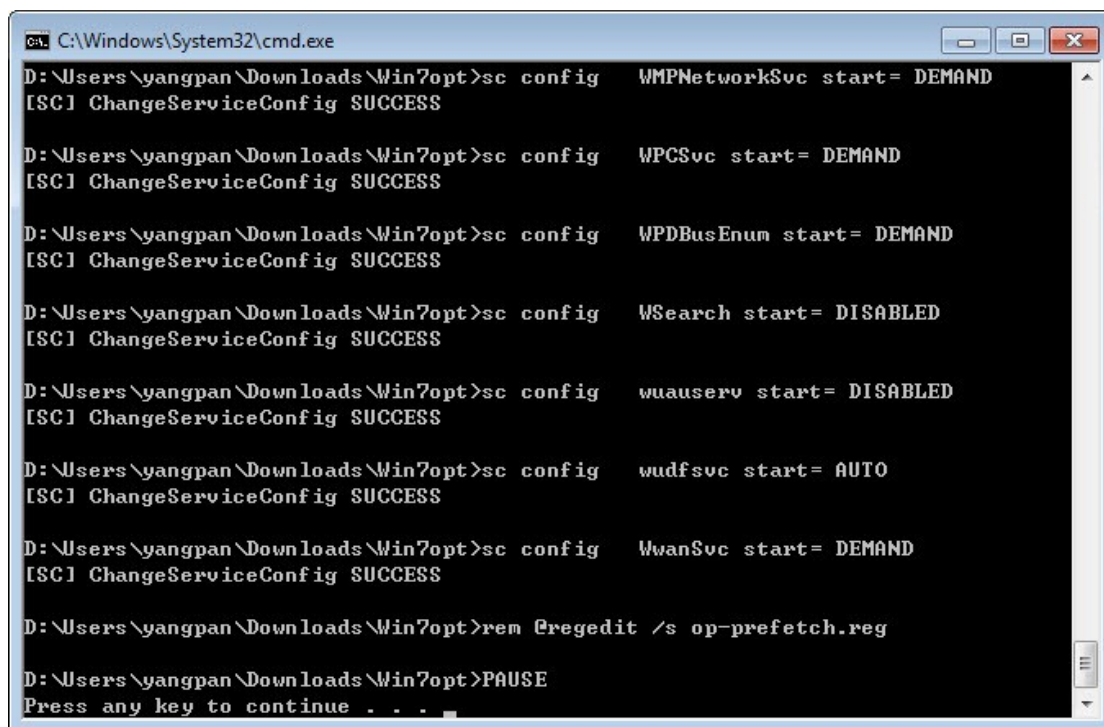 C:\Windows\System32\cmd.exe
D:\Users\yangpan\Downloads\Win7opt>sc config   WMPNetworkSvc start= DEMAND
[SC] ChangeServiceConfig SUCCESS
D:\Users\yangpan\Downloads\Win7opt>sc config   WPCSvc start= DEMAND
[SC] ChangeServiceConfig SUCCESS
D:\Users\yangpan\Downloads\Win7opt>sc config   WPDBusEnum start= DEMAND
[SC] ChangeServiceConfig SUCCESS
D:\Users\yangpan\Downloads\Win7opt>sc config   WSearch start= DISABLED
[SC] ChangeServiceConfig SUCCESS
D:\Users\yangpan\Downloads\Win7opt>sc config   wuauserv start= DISABLED
[SC] ChangeServiceConfig SUCCESS
D:\Users\yangpan\Downloads\Win7opt>sc config   wudfsvc start= AUTO
[SC] ChangeServiceConfig SUCCESS
D:\Users\yangpan\Downloads\Win7opt>sc config   WwanSvc start= DEMAND
[SC] ChangeServiceConfig SUCCESS
D:\Users\yangpan\Downloads\Win7opt>rem @regedit /s op-prefetch.reg
D:\Users\yangpan\Downloads\Win7opt>PAUSE
Press any key to continue . . .